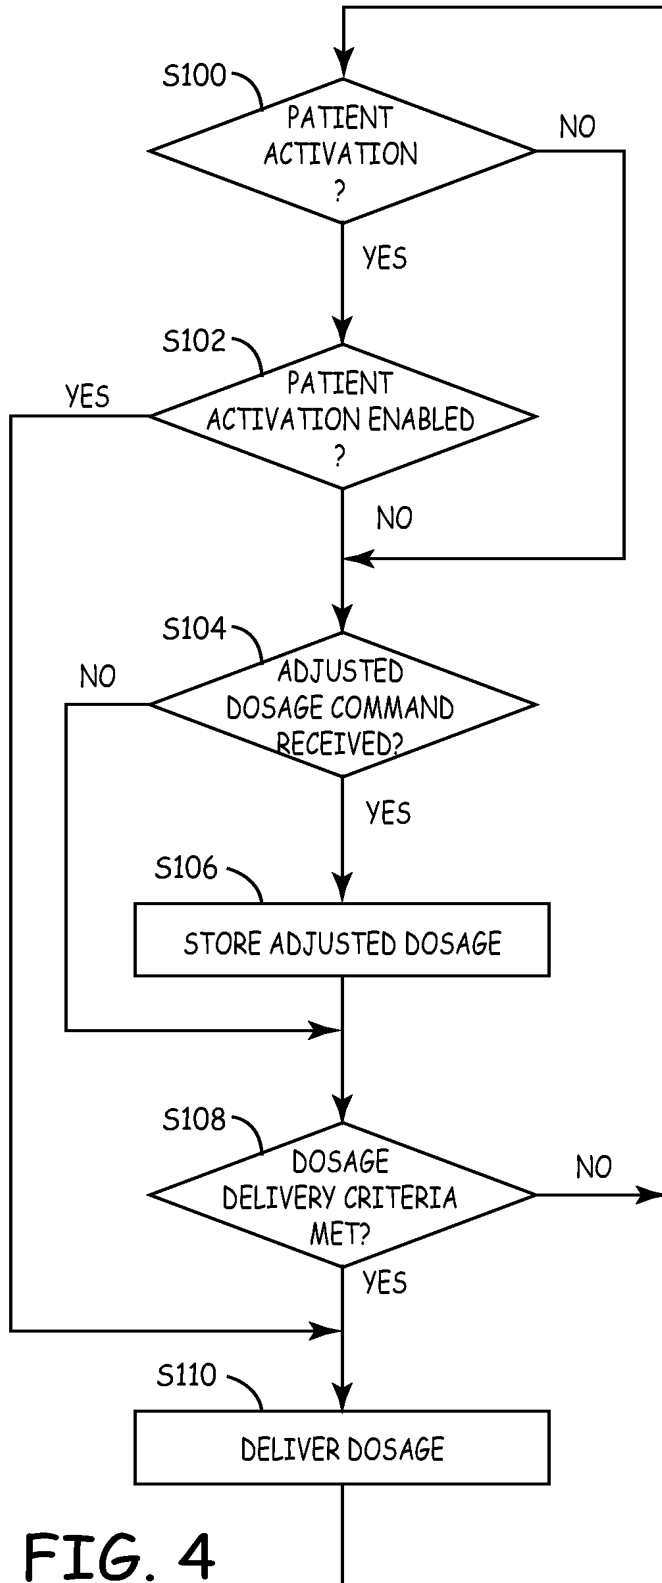 S100
PATIENT
ACTIVATION
?
NO
YES
S102
PATIENT
ACTIVATION ENABLED
?
YES
NO
S104
ADJUSTED
DOSAGE COMMAND
RECEIVED?
NO
YES
S106
STORE ADJUSTED DOSAGE
S108
DOSAGE
DELIVERY CRITERIA
MET?
NO
YES
S110
DELIVER DOSAGE
FIG. 4